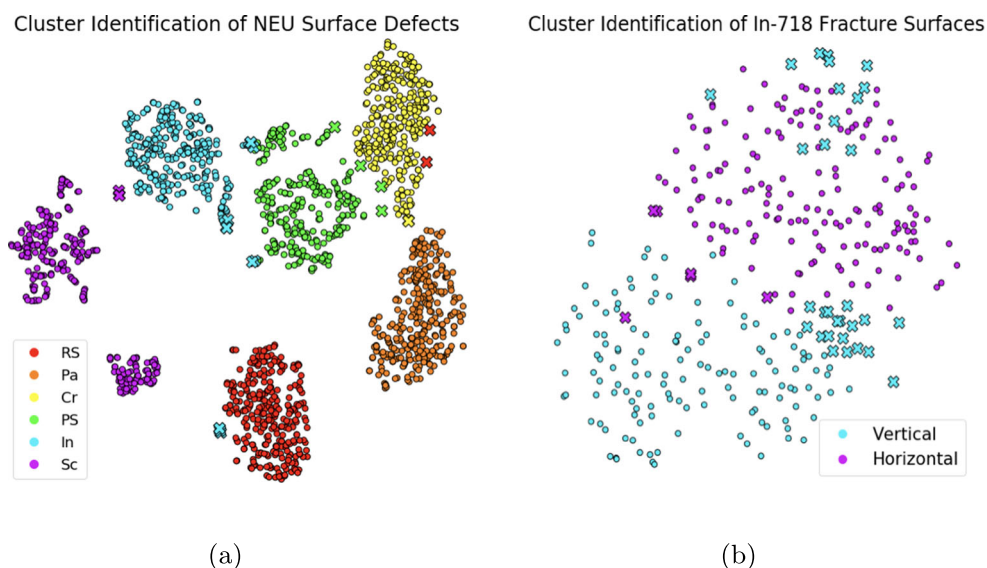 Cluster Identification of NEU Surface Defects
RS
Pa
Cr
PS
In
Sc
(a)
Cluster Identification of In-718 Fracture Surfaces
Vertical
Horizontal
(b)